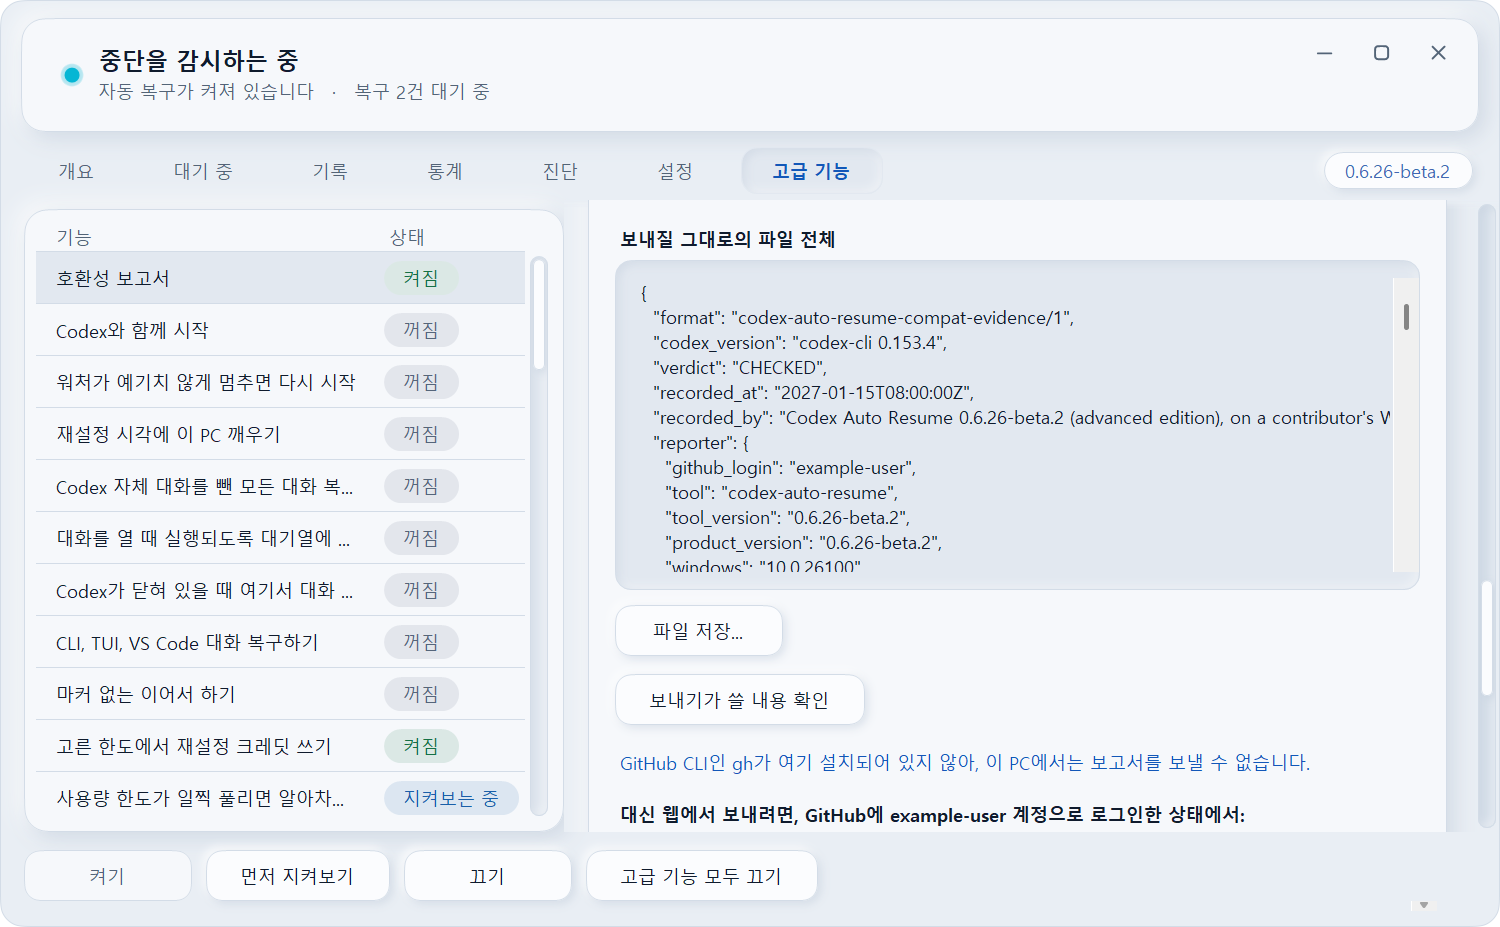 중단을 감시하는 중
자동 복구가 켜져 있습니다 · 복구 2건 대기 중
개요
대기 중
기록
통계
진단
설정
고급 기능
0.6.26-beta.2
기능 상태
호환성 보고서 켜짐
Codex와 함께 시작 꺼짐
워처가 예기치 않게 멈추면 다시 시작 꺼짐
재설정 시각에 이 PC 깨우기 꺼짐
Codex 자체 대화를 뺀 모든 대화 복... 꺼짐
대화를 열 때 실행되도록 대기열에 ... 꺼짐
Codex가 닫혀 있을 때 여기서 대화 ... 꺼짐
CLI, TUI, VS Code 대화 복구하기 꺼짐
마커 없는 이어서 하기 꺼짐
고른 한도에서 재설정 크레딧 쓰기 켜짐
사용량 한도가 일찍 풀리면 알아차... 지켜보는 중
보내질 그대로의 파일 전체
{
"format": "codex-auto-resume-compat-evidence/1",
"codex_version": "codex-cli 0.153.4",
"verdict": "CHECKED",
"recorded_at": "2027-01-15T08:00:00Z",
"recorded_by": "Codex Auto Resume 0.6.26-beta.2 (advanced edition), on a contributor's W
"reporter": {
"github_login": "example-user",
"tool": "codex-auto-resume",
"tool_version": "0.6.26-beta.2",
"product_version": "0.6.26-beta.2",
"windows": "10.0.26100"
파일 저장...
보내기가 쓸 내용 확인
GitHub CLI인 gh가 여기 설치되어 있지 않아, 이 PC에서는 보고서를 보낼 수 없습니다.
대신 웹에서 보내려면, GitHub에 example-user 계정으로 로그인한 상태에서:
켜기
먼저 지켜보기
끄기
고급 기능 모두 끄기